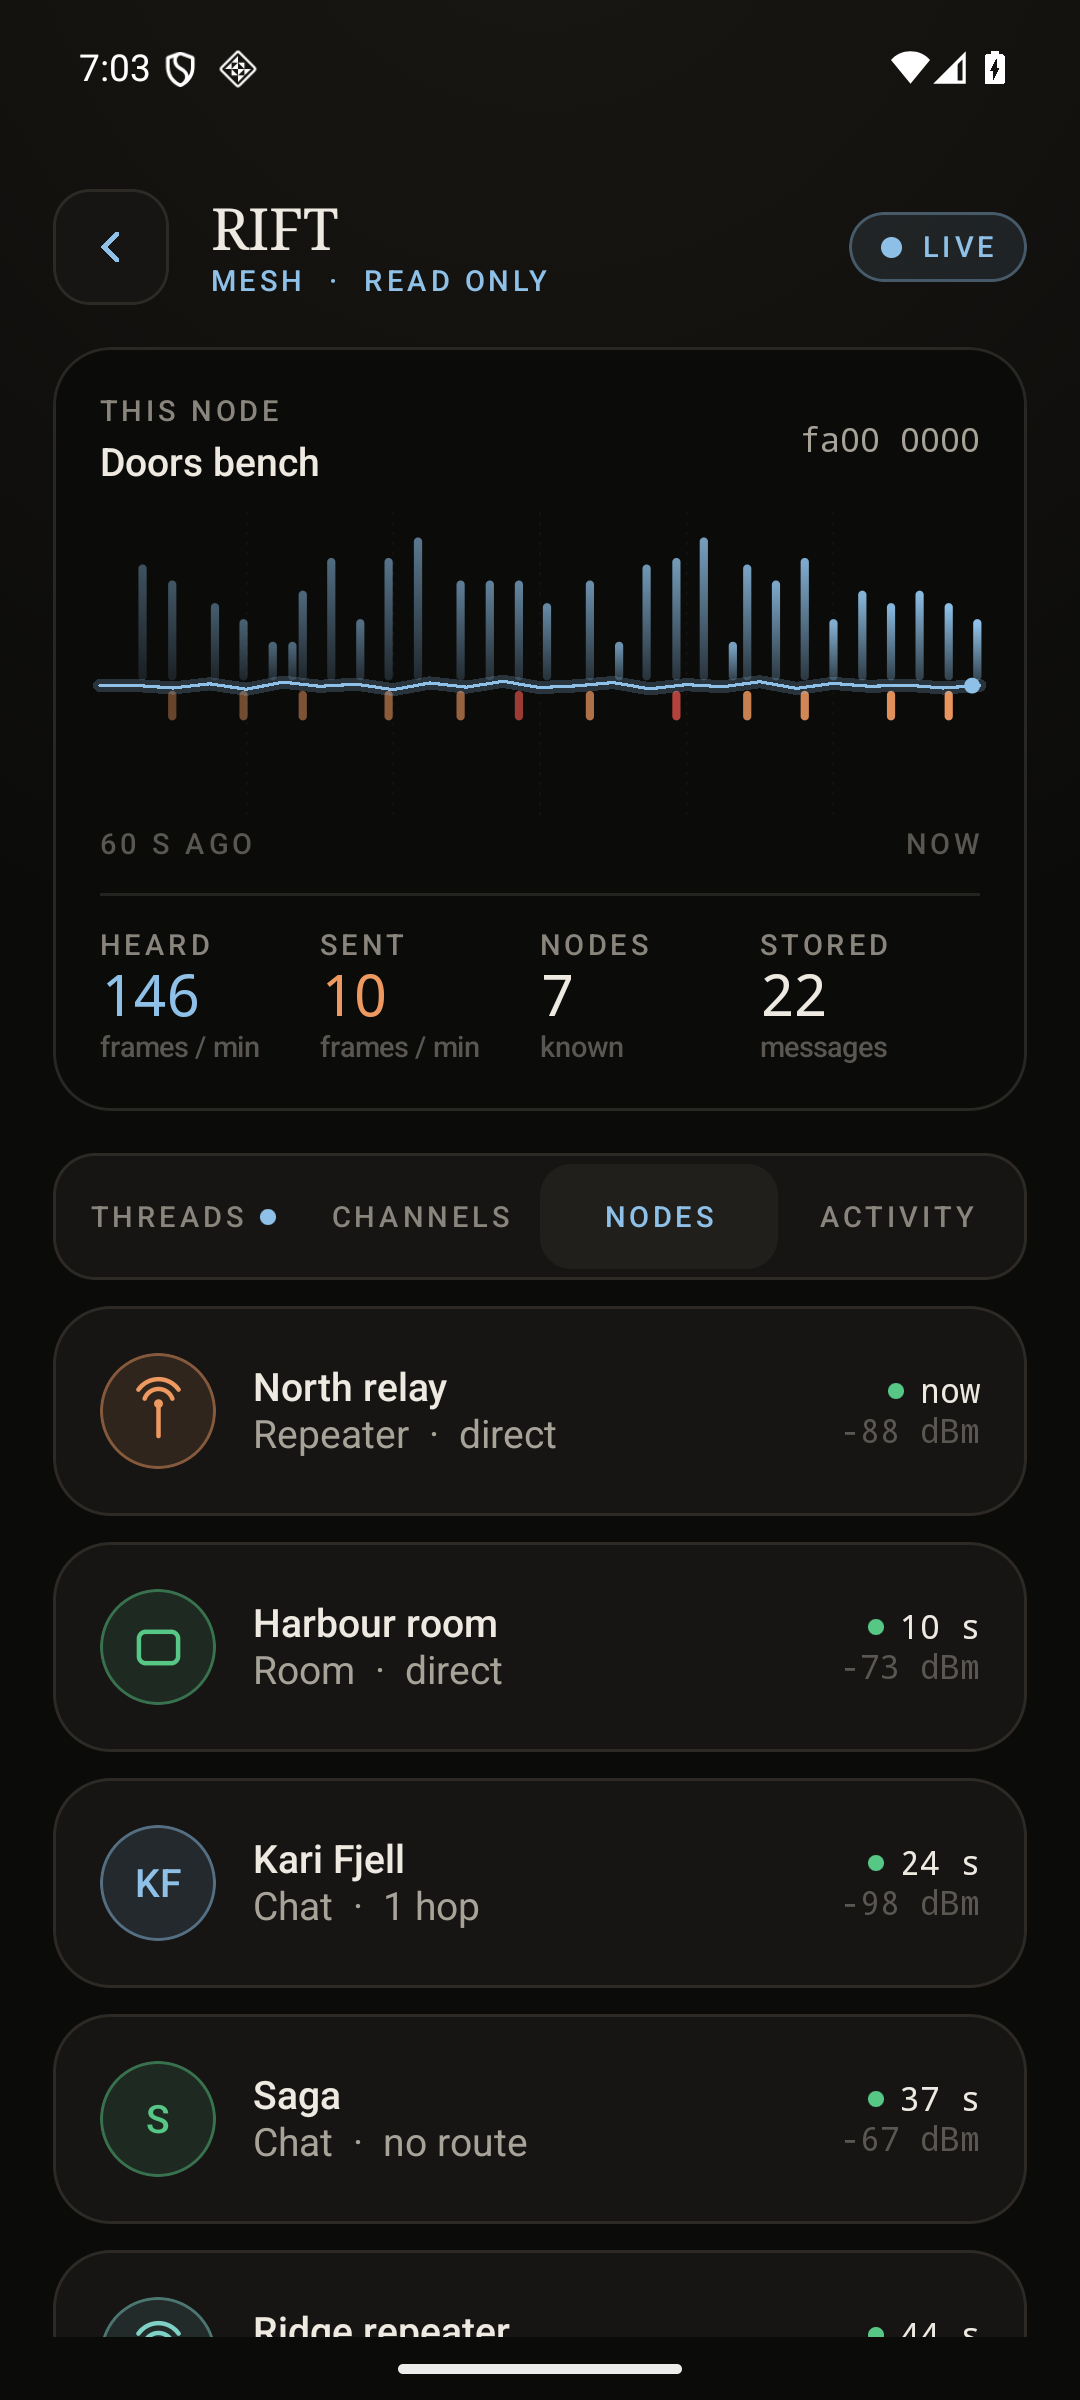 7:03
RIFT
MESH · READ ONLY
LIVE
THIS NODE
Doors bench
fa00 0000
60 S AGO
NOW
HEARD
146
frames / min
SENT
10
frames / min
NODES
7
known
STORED
22
messages
THREADS
CHANNELS
NODES
ACTIVITY
North relay
Repeater · direct
now
-88 dBm
Harbour room
Room · direct
10 s
-73 dBm
KF
Kari Fjell
Chat · 1 hop
24 s
-98 dBm
S
Saga
Chat · no route
37 s
-67 dBm
Ridge repeater
44 s